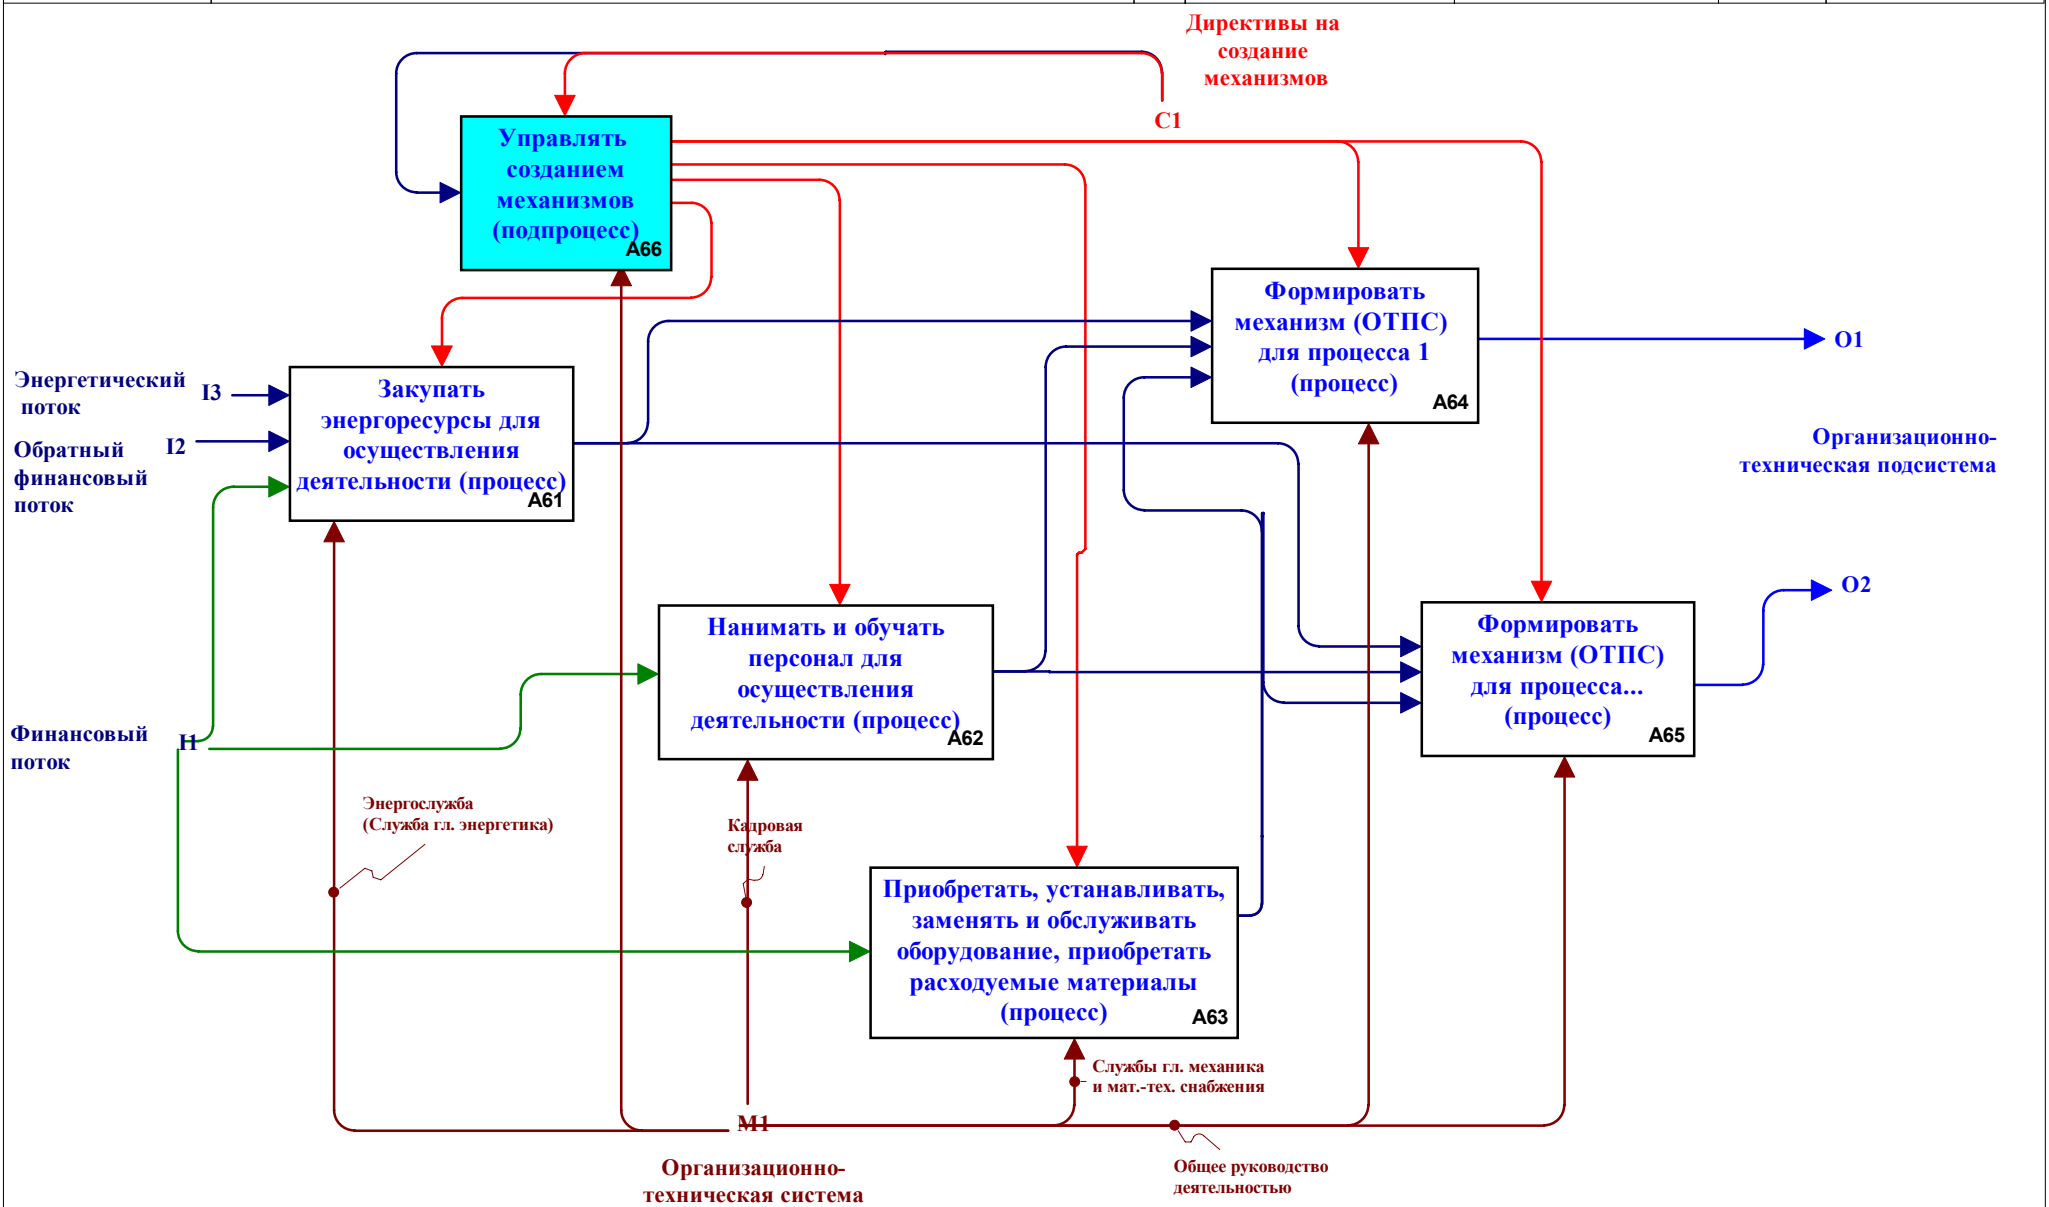 Директивы на
создание
механизмов
C1
Управлять
созданием
механизмов
(подпроцесс)
A66
Формировать
механизм (ОТПС)
для процесса 1
(процесс)
A64
O1
Энергетический
поток
I3
Обратный
финансовый
поток
I2
Закупать
энергоресурсы для
осуществления
деятельности (процесс)
A61
Организационно-
техническая подсистема
O2
Нанимать и обучать
персонал для
осуществления
деятельности (процесс)
A62
Формировать
механизм (ОТПС)
для процесса...
(процесс)
A65
Финансовый
поток
I1
Энергослужба
(Служба гл. энергетика)
Кадровая
служба
Приобретать, устанавливать,
заменять и обслуживать
оборудование, приобретать
расходуемые материалы
(процесс)
A63
Службы гл. механика
и мат.-тех. снабжения
M1
Организационно-
техническая система
Общее руководство
деятельностью